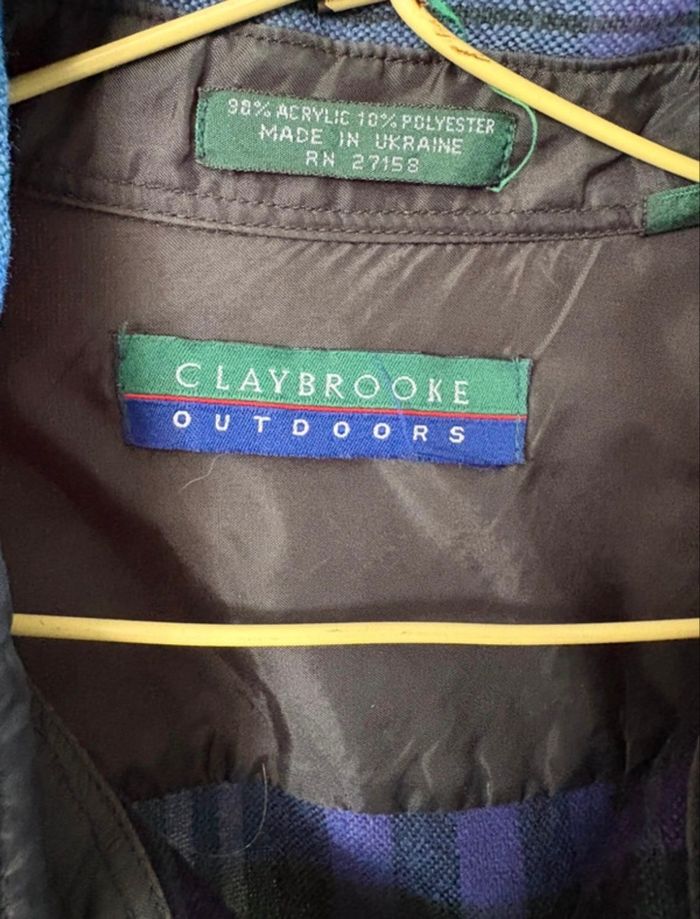 98% ACRYLIC 10% POLYESTER
MADE IN UKRAINE
RN 27158
CLAYBROOKE
OUTDOORS